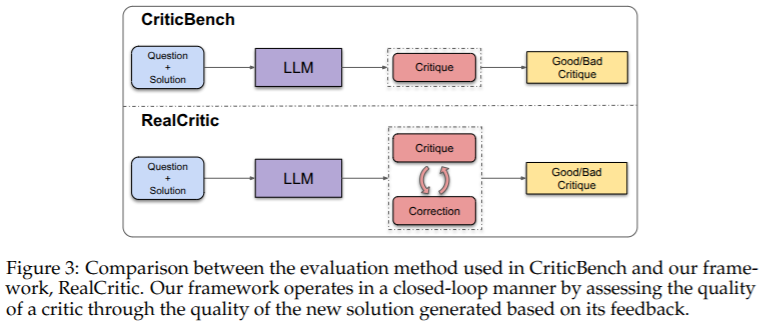 CriticBench
Question
+
Solution
LLM
Critique
Good/Bad
Critique
RealCritic
Question
+
Solution
LLM
Critique
Correction
Good/Bad
Critique
Figure 3: Comparison between the evaluation method used in CriticBench and our frame-
work, RealCritic. Our framework operates in a closed-loop manner by assessing the quality
of a critic through the quality of the new solution generated based on its feedback.